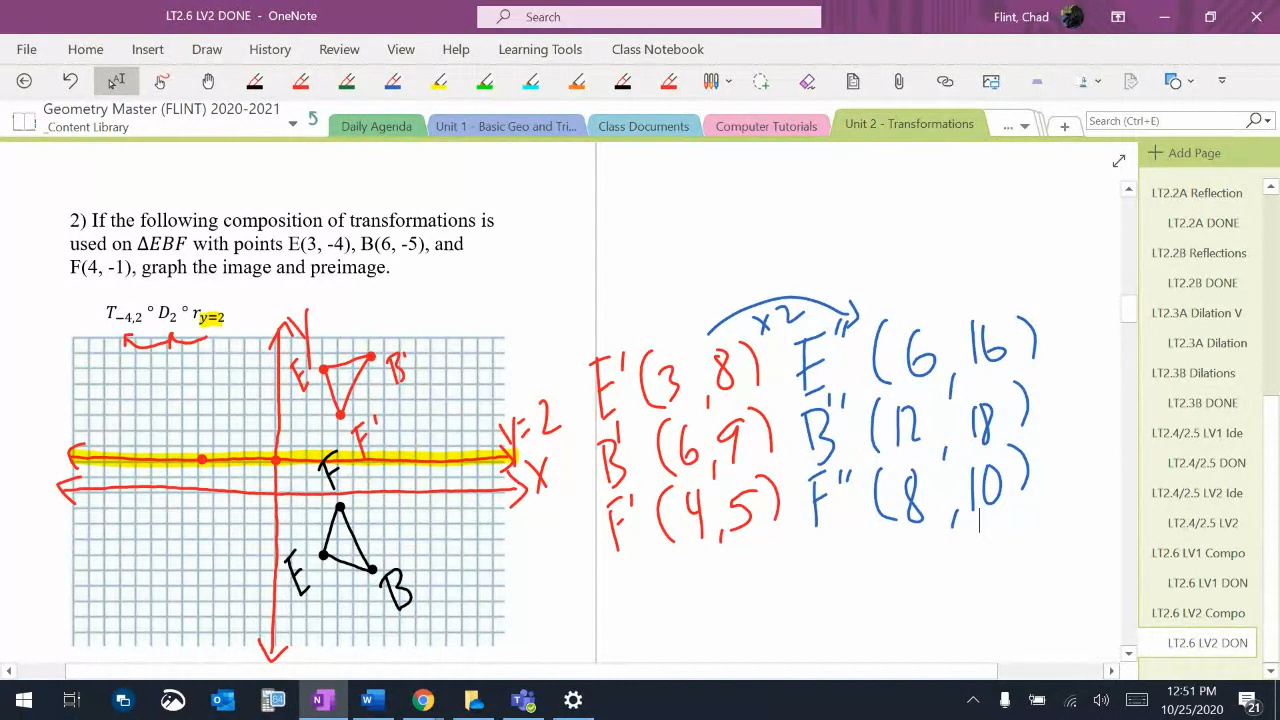 LT2.6 LV2 DONE - OneNote
Search
Flint, Chad
File Home Insert Draw History Review View Help Learning Tools Class Notebook
Geometry Master (FLINT) 2020-2021
_Content Library
Daily Agenda
Unit 1 - Basic Geo and Tri...
Class Documents
Computer Tutorials
Unit 2 - Transformations
...
Search (Ctrl+E)
Add Page
LT2.2A Reflection
LT2.2A DONE
LT2.2B Reflections
LT2.2B DONE
LT2.3A Dilation V
LT2.3A Dilation
LT2.3B Dilations
LT2.3B DONE
LT2.4/2.5 LV1 Ide
LT2.4/2.5 DON
LT2.4/2.5 LV2 Ide
LT2.4/2.5 LV2
LT2.6 LV1 Compo
LT2.6 LV1 DON
LT2.6 LV2 Compo
LT2.6 LV2 DON
2) If the following composition of transformations is
used on ΔEBF with points E(3, -4), B(6, -5), and
F(4, -1), graph the image and preimage.
T₋₄,₂ ° D₂ ° r y=2
y
E' B'
F'
y=2
x
F
E
B
x2
E' (3, 8) E'' (6, 16)
B' (6, 9) B'' (12, 18)
F' (4, 5) F'' (8, 10)
12:51 PM
10/25/2020
21